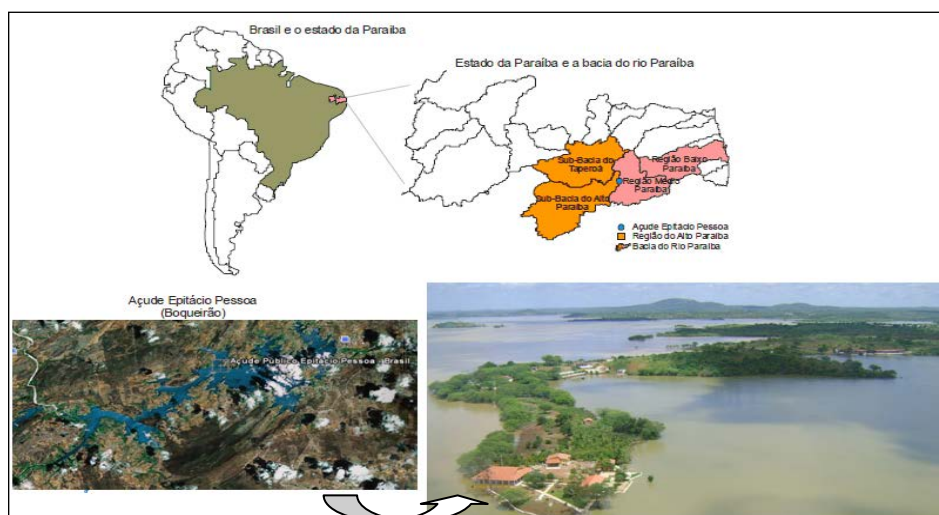 Brasil e o estado da Paraíba
Estado da Paraíba e a bacia do rio Paraíba
Sub-Bacia do
Taperoá
Região Baixo
Paraíba
Região Médio
Paraíba
Sub-Bacia do Alto
Paraíba
Açude Epitácio Pessoa
Região do Alto Paraíba
Bacia do Rio Paraíba
Açude Epitácio Pessoa
(Boqueirão)
Açude Público Epitácio Pessoa - Brasil